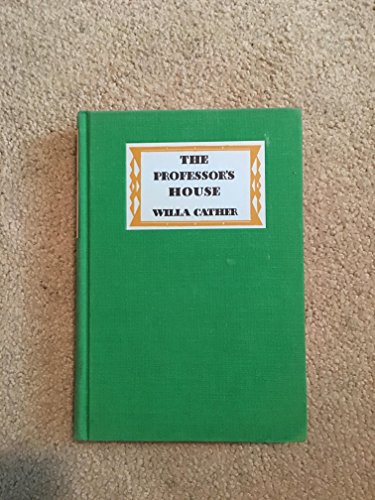 THE
PROFESSOR'S
HOUSE
WILLA CATHER